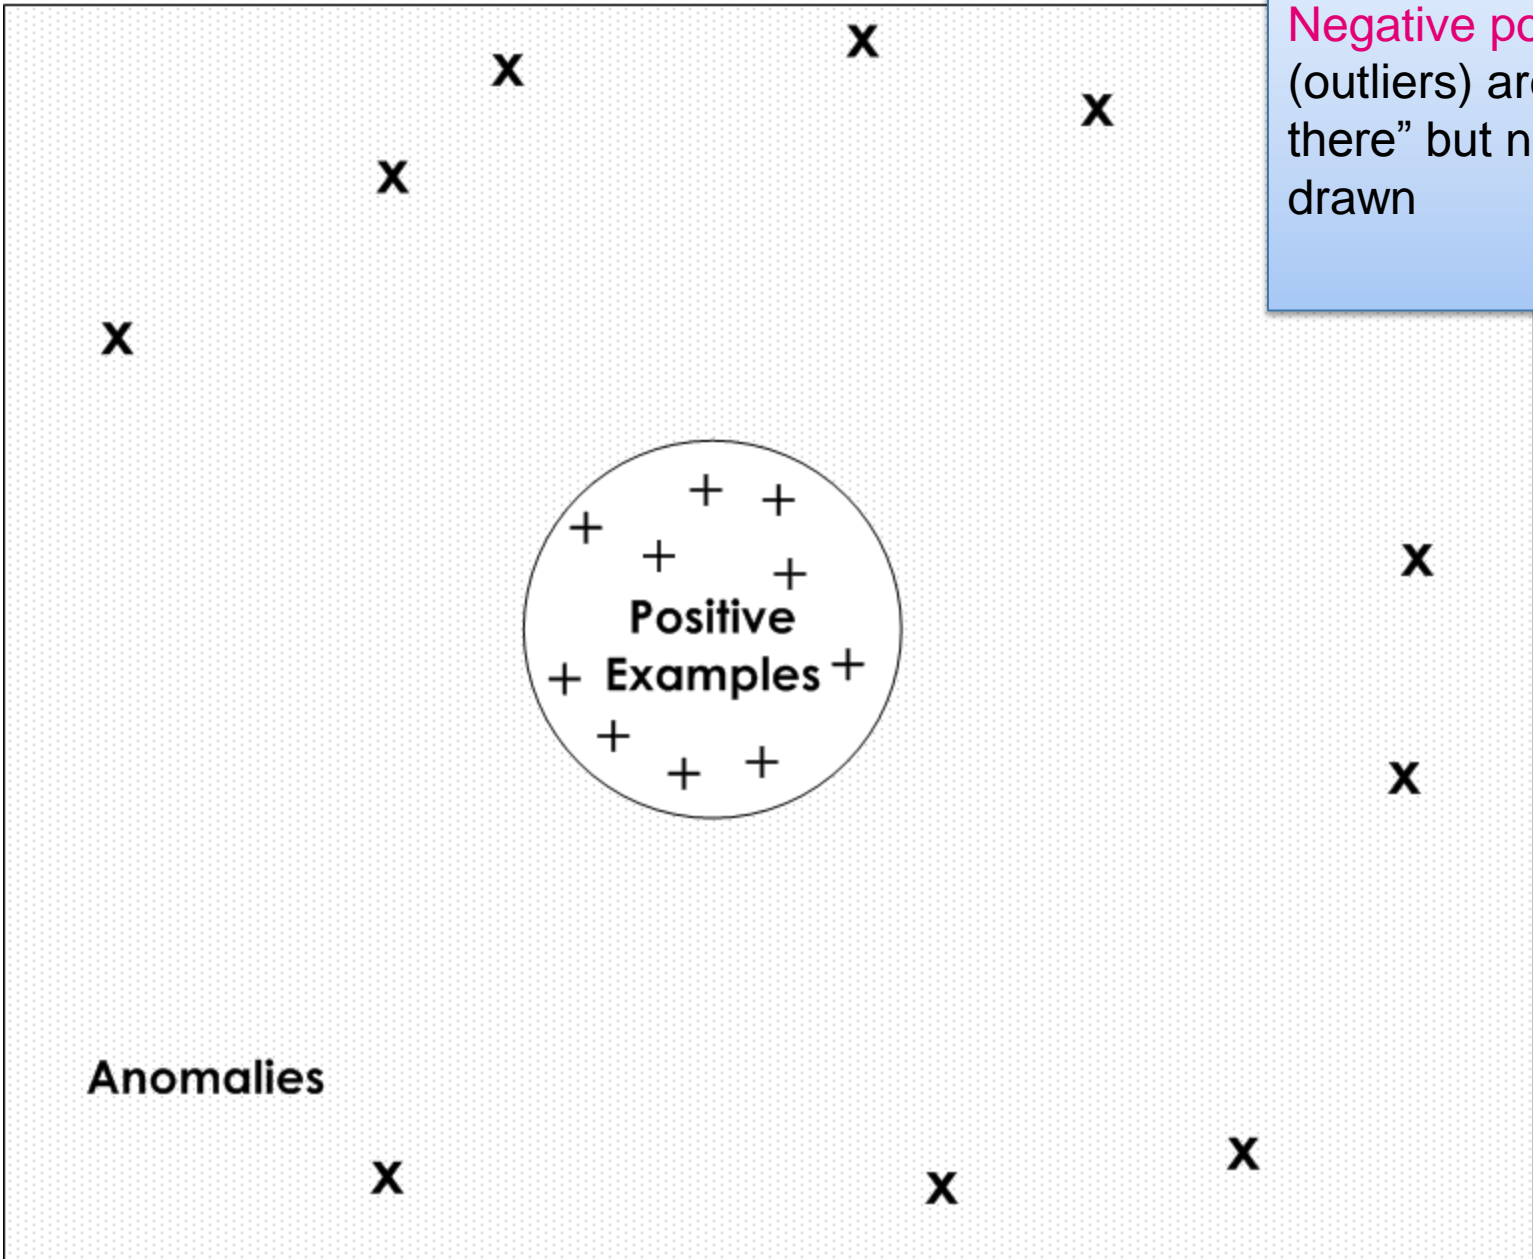 Negative
(outliers)
there” but
drawn
Positive
Examples
Anomalies
x
x
x
x
x
x
x
x
x
x
+
+
+
+
+
+
+
+
+
+